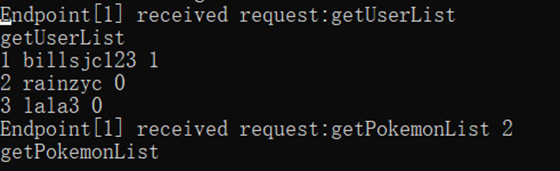 Endpoint[1] received request:getUserList
getUserList
1 billsjc123 1
2 rainzyc 0
3 lala3 0
Endpoint[1] received request:getPokemonList 2
getPokemonList